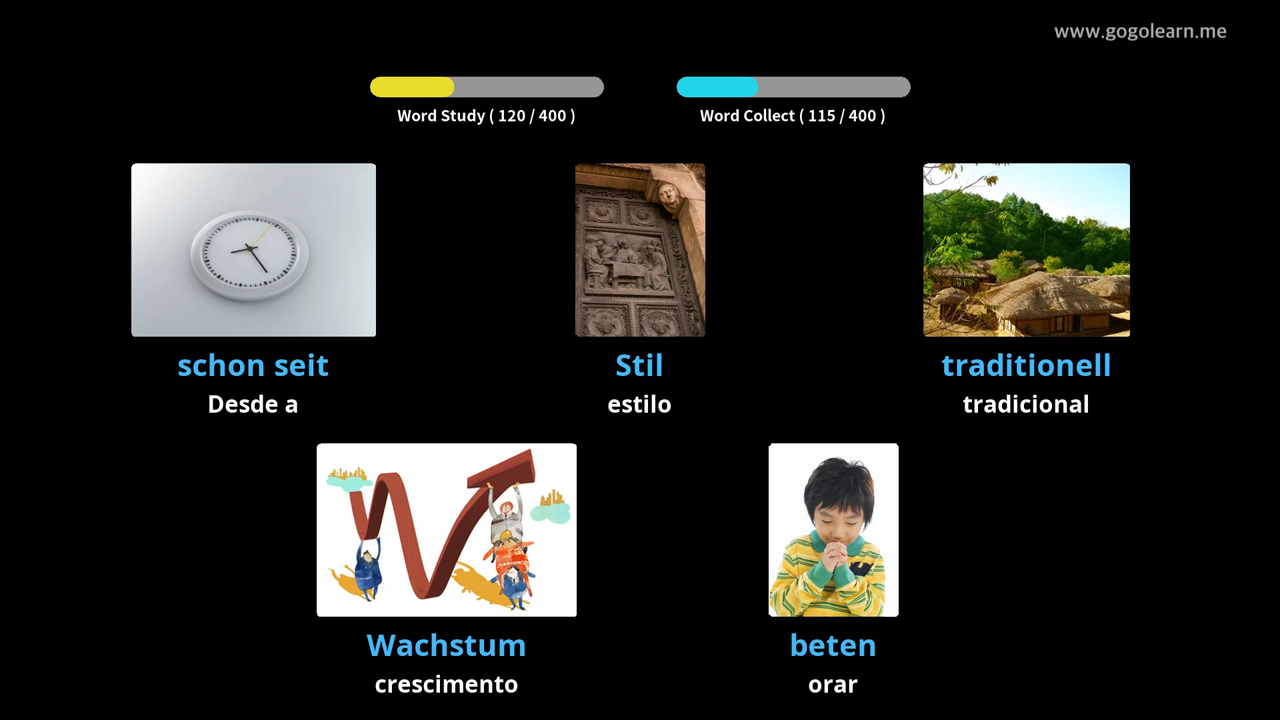 www.gogolearn.me
Word Study ( 120 / 400 )
Word Collect ( 115 / 400 )
schon seit
Desde a
Stil
estilo
traditionell
tradicional
Wachstum
crescimento
beten
orar